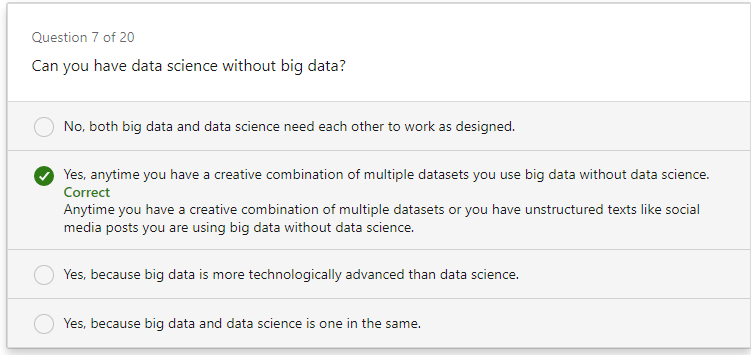 Question 7 of 20
Can you have data science without big data?
No, both big data and data science need each other to work as designed.
Yes, anytime you have a creative combination of multiple datasets you use big data without data science.
Correct
Anytime you have a creative combination of multiple datasets or you have unstructured texts like social
media posts you are using big data without data science.
Yes, because big data is more technologically advanced than data science.
Yes, because big data and data science is one in the same.